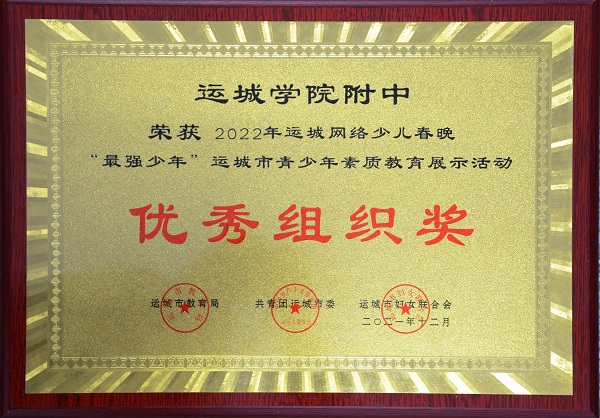 运城学院附中
荣获 2022年运城网络少儿春晚
“最强少年”运城市青少年素质教育展示活动
优秀组织奖
运城市教育局 共青团运城市委 运城市妇女联合会
二〇二一年十二月